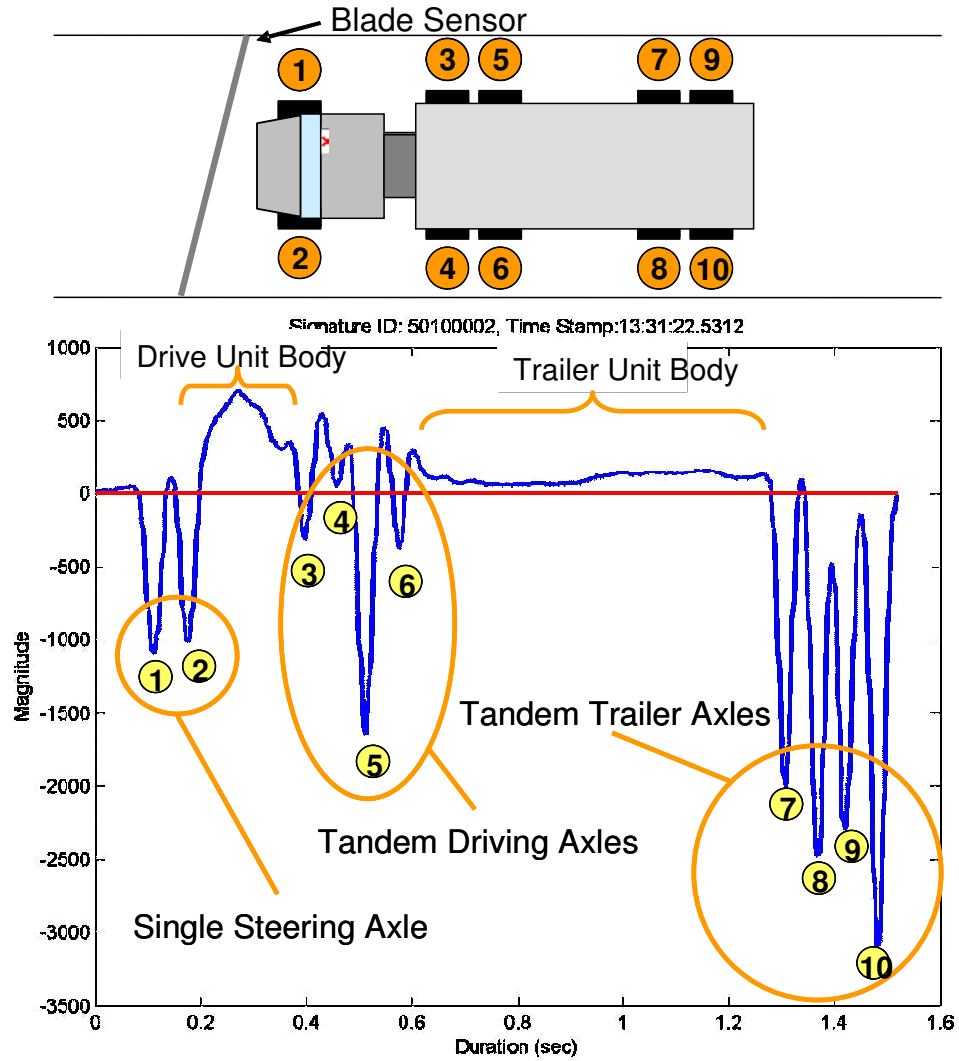 Blade Sensor
1 3 5 7 9
2 4 6 8 10
Signature ID: 50100002, Time Stamp:13:31:22.5312
Drive Unit Body
Trailer Unit Body
1000
500
0
-500
-1000
-1500
-2000
-2500
-3000
-3500
Magnitude
1
2
3
4
5
6
7
8
9
10
Tandem Trailer Axles
Tandem Driving Axles
Single Steering Axle
0 0.2 0.4 0.6 0.8 1 1.2 1.4 1.6
Duration (sec)